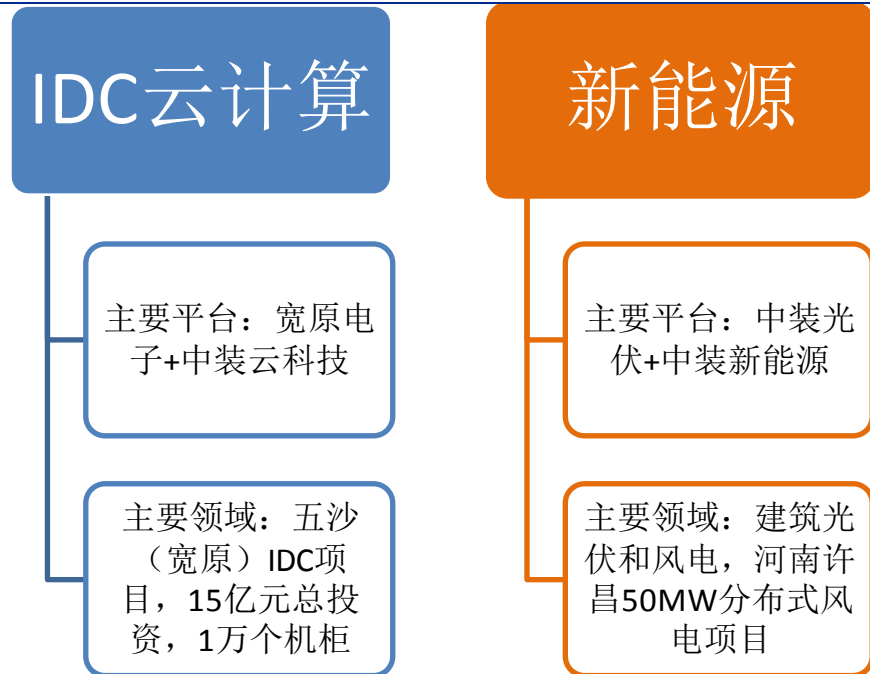 IDC云计算
主要平台：宽原电
子+中装云科技
主要领域：五沙
（宽原）IDC项
目，15亿元总投
资，1万个机柜
新能源
主要平台：中装光
伏+中装新能源
主要领域：建筑光
伏和风电，河南许
昌50MW分布式风
电项目